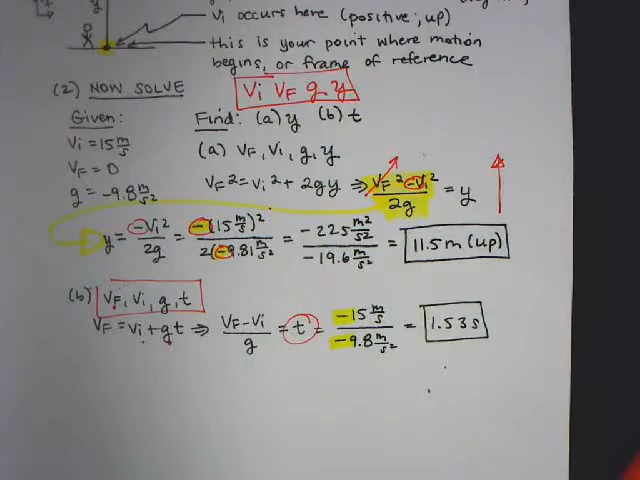 Vi occurs here (positive; up)
this is your point where motion
begins, or frame of reference
(2) NOW SOLVE
Vi VF g y
Given:
Vi = 15 m/s
VF = 0
g = -9.8 m/s²
Find: (a) y (b) t
(a) VF, Vi, g, y
VF² = Vi² + 2gy ⇒ VF² - Vi² / 2g = y
y = -Vi² / 2g = -(15 m/s)² / 2(-9.81 m/s² = -225 m²/s² / -19.6 m/s² = 11.5 m (up)
(b) VF, Vi, g, t
VF = Vi + gt ⇒ VF - Vi / g = t = -15 m/s / -9.8 m/s² = 1.53 s